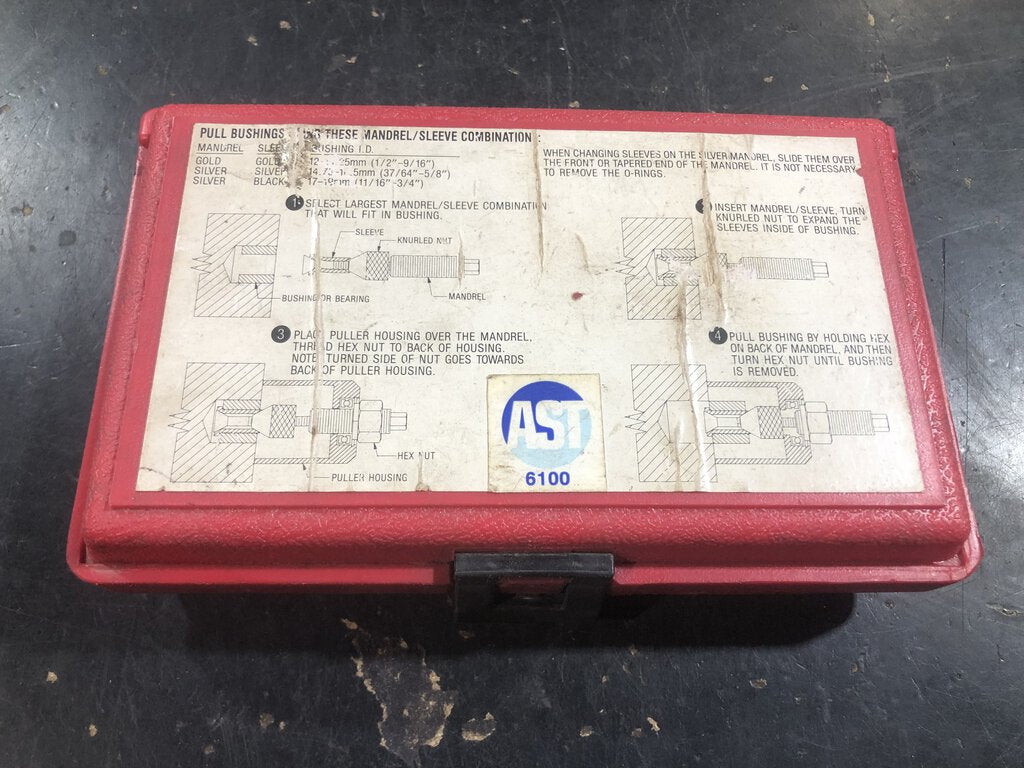 PULL BUSHINGS THESE MANDREL/SLEEVE COMBINATION:
MANDREL BUSHING I.D.
GOLD (1/2"-9/16")
SILVER (37/64"-5/8")
SILVER BLACK (11/16"-3/4")
WHEN CHANGING SLEEVES ON THE SILVER MANDREL, SLIDE THEM OVER
THE FRONT OR TAPERED END OF THE MANDREL. IT IS NOT NECESSARY
TO REMOVE THE O-RINGS.
1 SELECT LARGEST MANDREL/SLEEVE COMBINATION
THAT WILL FIT IN BUSHING.
SLEEVE
KNURLED NUT
BUSHING OR BEARING
MANDREL
INSERT MANDREL/SLEEVE, TURN
KNURLED NUT TO EXPAND THE
SLEEVES INSIDE OF BUSHING.
3 PLACE PULLER HOUSING OVER THE MANDREL,
THREAD HEX NUT TO BACK OF HOUSING.
NOTE: TURNED SIDE OF NUT GOES TOWARDS
BACK OF PULLER HOUSING.
HEX NUT
PULLER HOUSING
4 PULL BUSHING BY HOLDING HEX
ON BACK OF MANDREL, AND THEN
TURN HEX NUT UNTIL BUSHING
IS REMOVED.
AST
6100